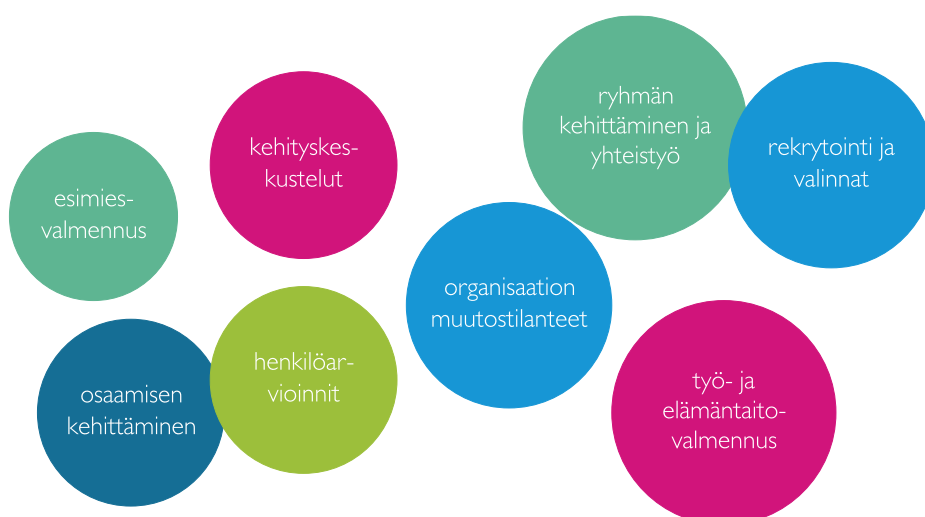 esimies-
valmennus
kehityskes-
kustelut
ryhmän
kehittäminen ja
yhteistyö
rekrytointi ja
valinnat
osaamisen
kehittäminen
henkilöar-
vioinnit
organisaation
muutostilanteet
työ- ja
elämäntaito-
valmennus